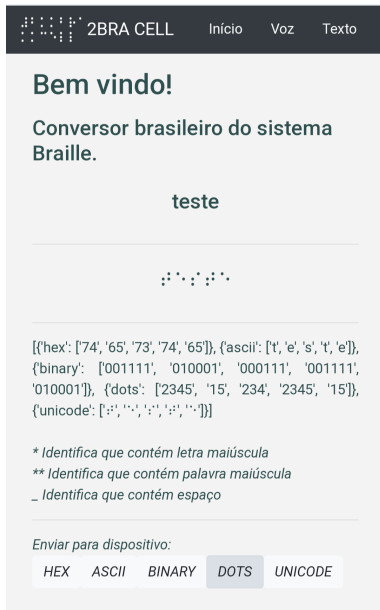 2BRA CELL Início Voz Texto
Bem vindo!
Conversor brasileiro do sistema
Braille.
teste
⠞⠑⠎⠞⠑
[{'hex': ['74', '65', '73', '74', '65']}, {'ascii': ['t', 'e', 's', 't', 'e']},
{'binary': ['001111', '010001', '000111', '001111',
'010001']}, {'dots': ['2345', '15', '234', '2345', '15']},
{'unicode': ['⠞', '⠑', '⠎', '⠞', '⠑']}]
* Identifica que contém letra maiúscula
** Identifica que contém palavra maiúscula
_ Identifica que contém espaço
Enviar para dispositivo:
HEX ASCII BINARY DOTS UNICODE